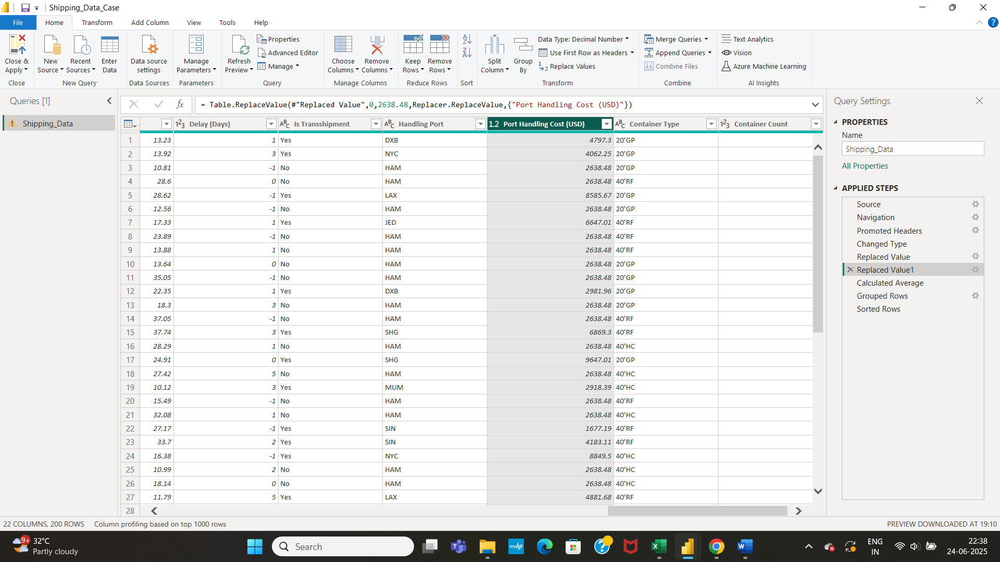 Shipping_Data_Case
File Home Transform Add Column View Tools Help
Close & Apply
New Source
Recent Sources
Enter Data
Data source settings
Manage Parameters
Refresh Preview
Properties
Advanced Editor
Manage
Choose Columns
Remove Columns
Keep Rows
Remove Rows
Split Column
Group By
Data Type: Decimal Number
Use First Row as Headers
Replace Values
Merge Queries
Append Queries
Combine Files
Text Analytics
Vision
Azure Machine Learning
Close New Query Data Sources Parameters Query Manage Columns Reduce Rows Sort Transform Combine AI Insights
Queries [1]
Shipping_Data
fx = Table.ReplaceValue(#"Replaced Value",0,2638.48,Replacer.ReplaceValue,{"Port Handling Cost (USD)"})
Delay (Days) Is Transshipment Handling Port 1.2 Port Handling Cost (USD) Container Type Container Count
1 13.23 1 Yes DXB 4797.3 20’GP
2 13.92 3 Yes NYC 4062.25 20’GP
3 10.81 -1 No HAM 2638.48 20’GP
4 28.6 0 No HAM 2638.48 40’RF
5 28.62 -1 Yes LAX 8585.67 20’GP
6 12.56 -1 No HAM 2638.48 20’GP
7 17.33 1 Yes JED 6647.01 40’RF
8 23.89 -1 No HAM 2638.48 40’RF
9 13.88 1 No HAM 2638.48 40’RF
10 13.64 0 No HAM 2638.48 20’GP
11 35.05 -1 No HAM 2638.48 20’GP
12 22.35 1 Yes DXB 2981.96 20’GP
13 18.3 3 No HAM 2638.48 20’GP
14 37.05 -1 No HAM 2638.48 40’RF
15 37.74 3 Yes SHG 6869.3 40’RF
16 28.29 1 No HAM 2638.48 40’HC
17 24.91 0 Yes SHG 9647.01 20’GP
18 27.42 5 No HAM 2638.48 40’HC
19 10.12 3 Yes MUM 2918.39 40’HC
20 15.49 -1 No HAM 2638.48 40’RF
21 32.08 1 No HAM 2638.48 40’HC
22 27.17 -1 Yes SIN 1677.19 40’RF
23 33.7 2 Yes SIN 4183.11 40’RF
24 16.38 -1 Yes NYC 8849.5 40’HC
25 10.99 2 No HAM 2638.48 40’HC
26 18.14 0 No HAM 2638.48 40’HC
27 11.79 5 Yes LAX 4881.68 40’RF
28
Query Settings
PROPERTIES
Name
Shipping_Data
All Properties
APPLIED STEPS
Source
Navigation
Promoted Headers
Changed Type
Replaced Value
Replaced Value1
Calculated Average
Grouped Rows
Sorted Rows
22 COLUMNS, 200 ROWS Column profiling based on top 1000 rows PREVIEW DOWNLOADED AT 19:10
9+ 32°C
Partly cloudy
Search
myhp
ENG
IN
22:38
24-06-2025